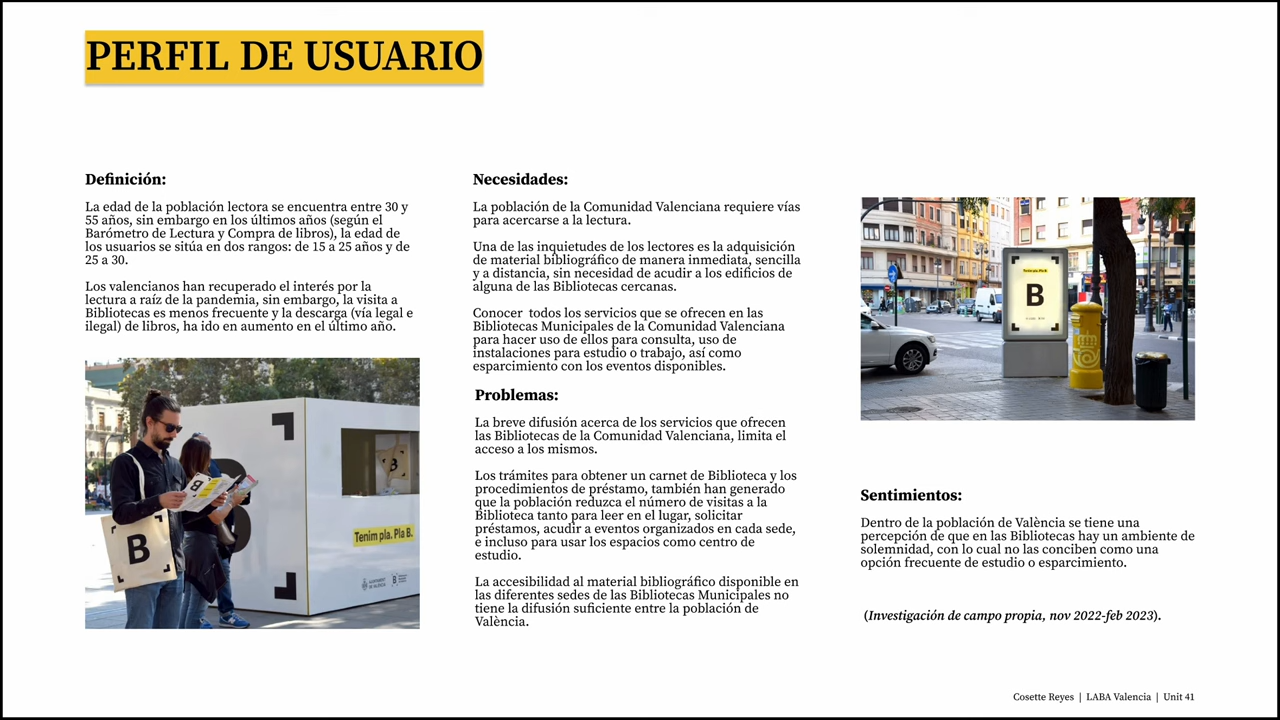 PERFIL DE USUARIO
Definición:
La edad de la población lectora se encuentra entre 30 y
55 años, sin embargo en los últimos años (según el
Barómetro de Lectura y Compra de libros), la edad de
los usuarios se sitúa en dos rangos: de 15 a 25 años y de
25 a 30.
Los valencianos han recuperado el interés por la
lectura a raíz de la pandemia, sin embargo, la visita a
Bibliotecas es menos frecuente y la descarga (vía legal e
ilegal) de libros, ha ido en aumento en el último año.
B
B
B
B
Tenim pla. Pla B.
Necesidades:
La población de la Comunidad Valenciana requiere vías
para acercarse a la lectura.
Una de las inquietudes de los lectores es la adquisición
de material bibliográfico de manera inmediata, sencilla
y a distancia, sin necesidad de acudir a los edificios de
alguna de las Bibliotecas cercanas.
Conocer  todos los servicios que se ofrecen en las
Bibliotecas Municipales de la Comunidad Valenciana
para hacer uso de ellos para consulta, uso de
instalaciones para estudio o trabajo, así como
esparcimiento con los eventos disponibles.
Problemas:
La breve difusión acerca de los servicios que ofrecen
las Bibliotecas de la Comunidad Valenciana, limita el
acceso a los mismos.
Los trámites para obtener un carnet de Biblioteca y los
procedimientos de préstamo, también han generado
que la población reduzca el número de visitas a la
Biblioteca tanto para leer en el lugar, solicitar
préstamos, acudir a eventos organizados en cada sede,
e incluso para usar los espacios como centro de
estudio.
La accesibilidad al material bibliográfico disponible en
las diferentes sedes de las Bibliotecas Municipales no
tiene la difusión suficiente entre la población de
València.
B
Sentimientos:
Dentro de la población de València se tiene una
percepción de que en las Bibliotecas hay un ambiente de
solemnidad, con lo cual no las conciben como una
opción frecuente de estudio o esparcimiento.
(Investigación de campo propia, nov 2022-feb 2023).
Cosette Reyes | LABA Valencia | Unit 41